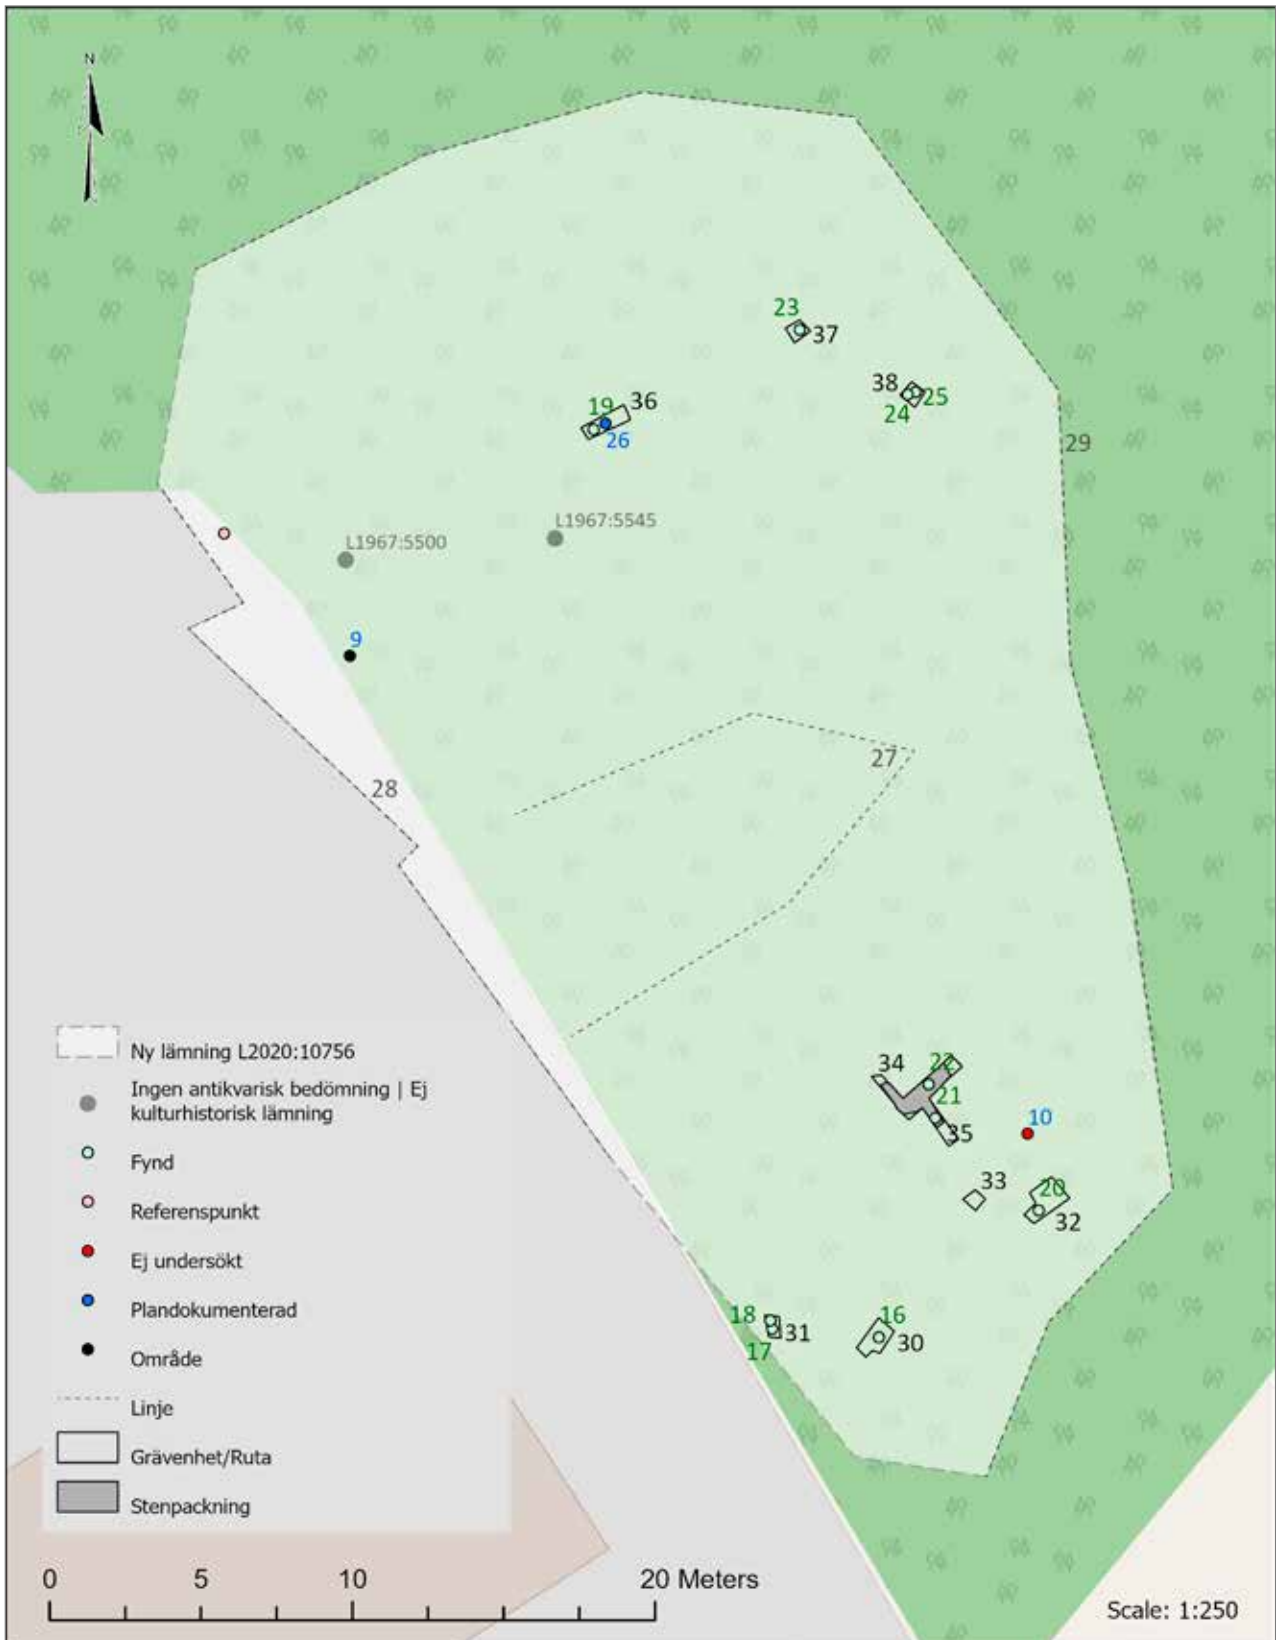 N
23
37
38
25
24
19
36
26
29
L1967:5545
L1967:5500
9
27
28
34
22
21
35
10
33
20
32
18
31
17
16
30
Ny lämning L2020:10756
Ingen antikvarisk bedömning | Ej
kulturhistorisk lämning
Fynd
Referenspunkt
Ej undersökt
Plandokumenterad
Område
Linje
Grävenhet/Ruta
Stenpackning
0 5 10 20 Meters
Scale: 1:250